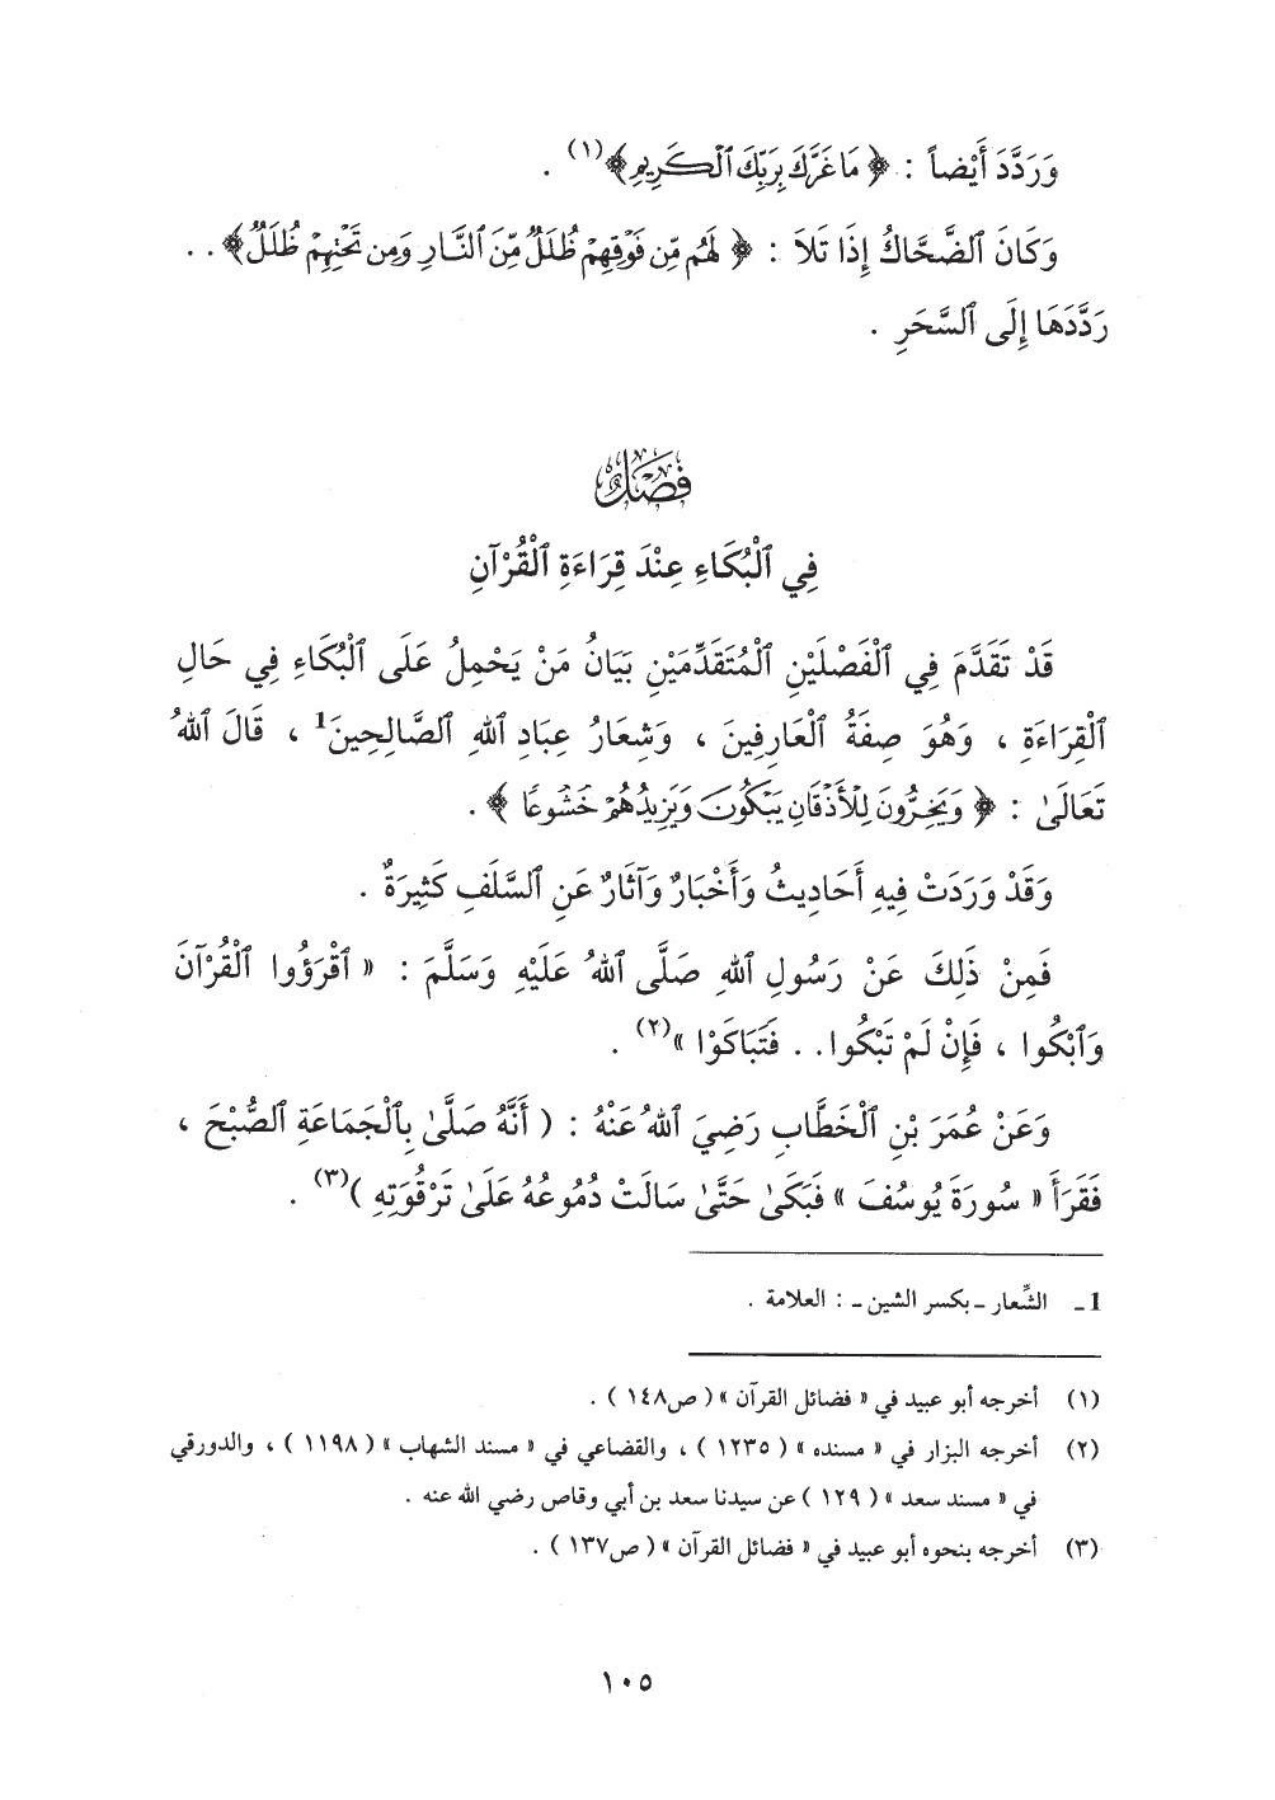 وَرَدَّدَ أَيْضاً : ﴿ مَا غَرَّكَ بِرَبِّكَ ٱلْكَرِيمِ﴾(١) .
وَكَانَ ٱلضَّحَّاكُ إِذَا تَلاَ : ﴿ لَهُم مِّن فَوْقِهِمْ ظُلَلٌ مِّنَ ٱلنَّارِ وَمِن تَحْتِهِمْ ظُلَلٌ﴾ . .
رَدَّدَهَا إِلَى ٱلسَّحَرِ .
فَصْلٌ
فِي ٱلْبُكَاءِ عِنْدَ قِرَاءَةِ ٱلْقُرْآنِ
قَدْ تَقَدَّمَ فِي ٱلْفَصْلَيْنِ ٱلْمُتَقَدِّمَيْنِ بَيَانُ مَنْ يَحْمِلُ عَلَى ٱلْبُكَاءِ فِي حَالِ
ٱلْقِرَاءَةِ ، وَهُوَ صِفَةُ ٱلْعَارِفِينَ ، وَشِعَارُ عِبَادِ ٱللهِ ٱلصَّالِحِينَ1 ، قَالَ ٱللهُ
تَعَالَىٰ : ﴿ وَيَخِرُّونَ لِلْأَذْقَانِ يَبْكُونَ وَيَزِيدُهُمْ خُشُوعًا ﴾ .
وَقَدْ وَرَدَتْ فِيهِ أَحَادِيثُ وَأَخْبَارٌ وَآثَارٌ عَنِ ٱلسَّلَفِ كَثِيرَةٌ .
فَمِنْ ذَلِكَ عَنْ رَسُولِ ٱللهِ صَلَّى ٱللهُ عَلَيْهِ وَسَلَّمَ : « ٱقْرَؤُوا ٱلْقُرْآنَ
وَٱبْكُوا ، فَإِنْ لَمْ تَبْكُوا . . فَتَبَاكَوْا »(٢) .
وَعَنْ عُمَرَ بْنِ ٱلْخَطَّابِ رَضِيَ ٱللهُ عَنْهُ : ( أَنَّهُ صَلَّىٰ بِٱلْجَمَاعَةِ ٱلصُّبْحَ ،
فَقَرَأَ « سُورَةَ يُوسُفَ » فَبَكَىٰ حَتَّىٰ سَالَتْ دُمُوعُهُ عَلَىٰ تَرْقُوَتِهِ )(٣) .
1ـ الشِّعار ـ بكسر الشين ـ : العلامة .
(١) أخرجه أبو عبيد في « فضائل القرآن » ( ص١٤٨ ) .
(٢) أخرجه البزار في « مسنده » ( ١٢٣٥ ) ، والقضاعي في « مسند الشهاب » ( ١١٩٨ ) ، والدورقي
في « مسند سعد » ( ١٢٩ ) عن سيدنا سعد بن أبي وقاص رضي الله عنه .
(٣) أخرجه بنحوه أبو عبيد في « فضائل القرآن » ( ص١٣٧ ) .
١٠٥